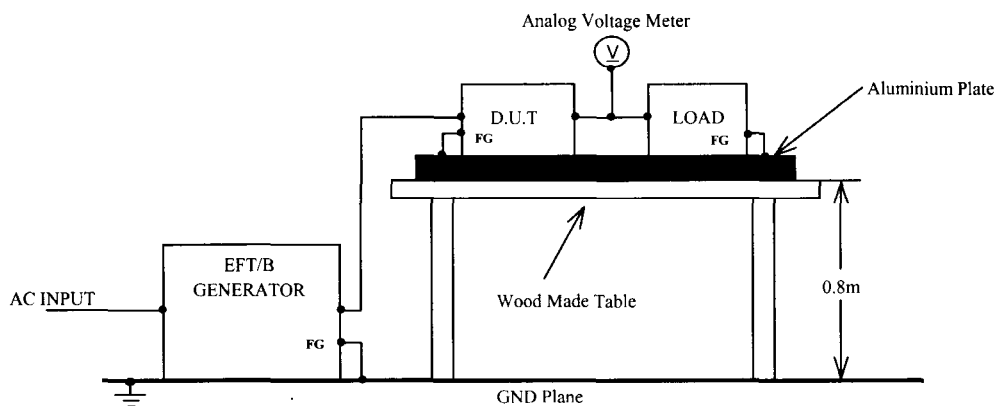 Analog Voltage Meter
V
Aluminium Plate
D.U.T
LOAD
FG
FG
EFT/B
GENERATOR
Wood Made Table
0.8m
AC INPUT
FG
GND Plane